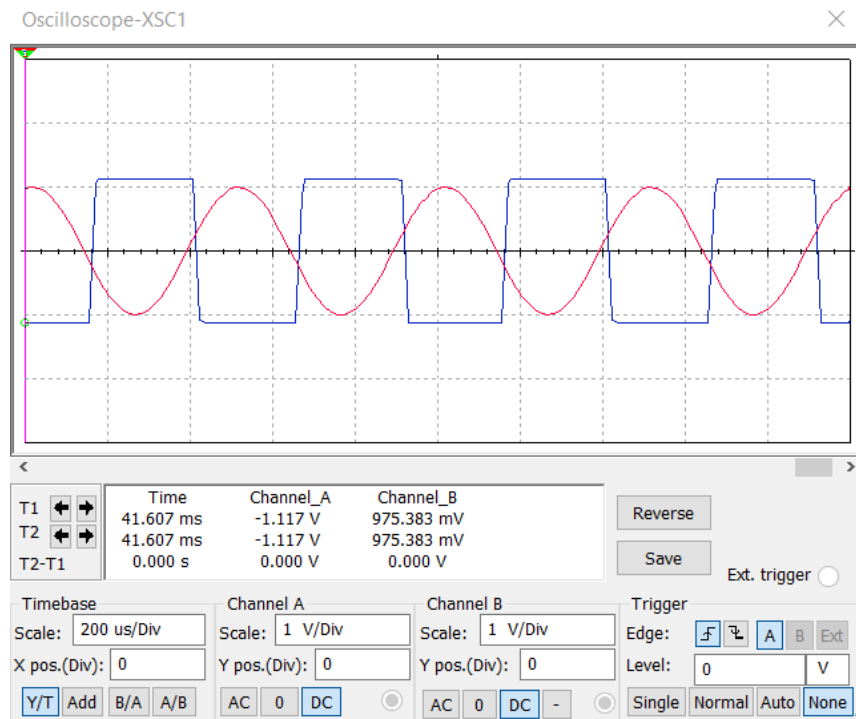 Oscilloscope-XSC1
Time Channel_A Channel_B
T1 41.607 ms -1.117 V 975.383 mV
T2 41.607 ms -1.117 V 975.383 mV
T2-T1 0.000 s 0.000 V 0.000 V
Reverse
Save
Ext. trigger
Timebase
Scale: 200 us/Div
X pos.(Div): 0
Y/T Add B/A A/B
Channel A
Scale: 1 V/Div
Y pos.(Div): 0
AC 0 DC
Channel B
Scale: 1 V/Div
Y pos.(Div): 0
AC 0 DC -
Trigger
Edge: A B Ext
Level: 0 V
Single Normal Auto None